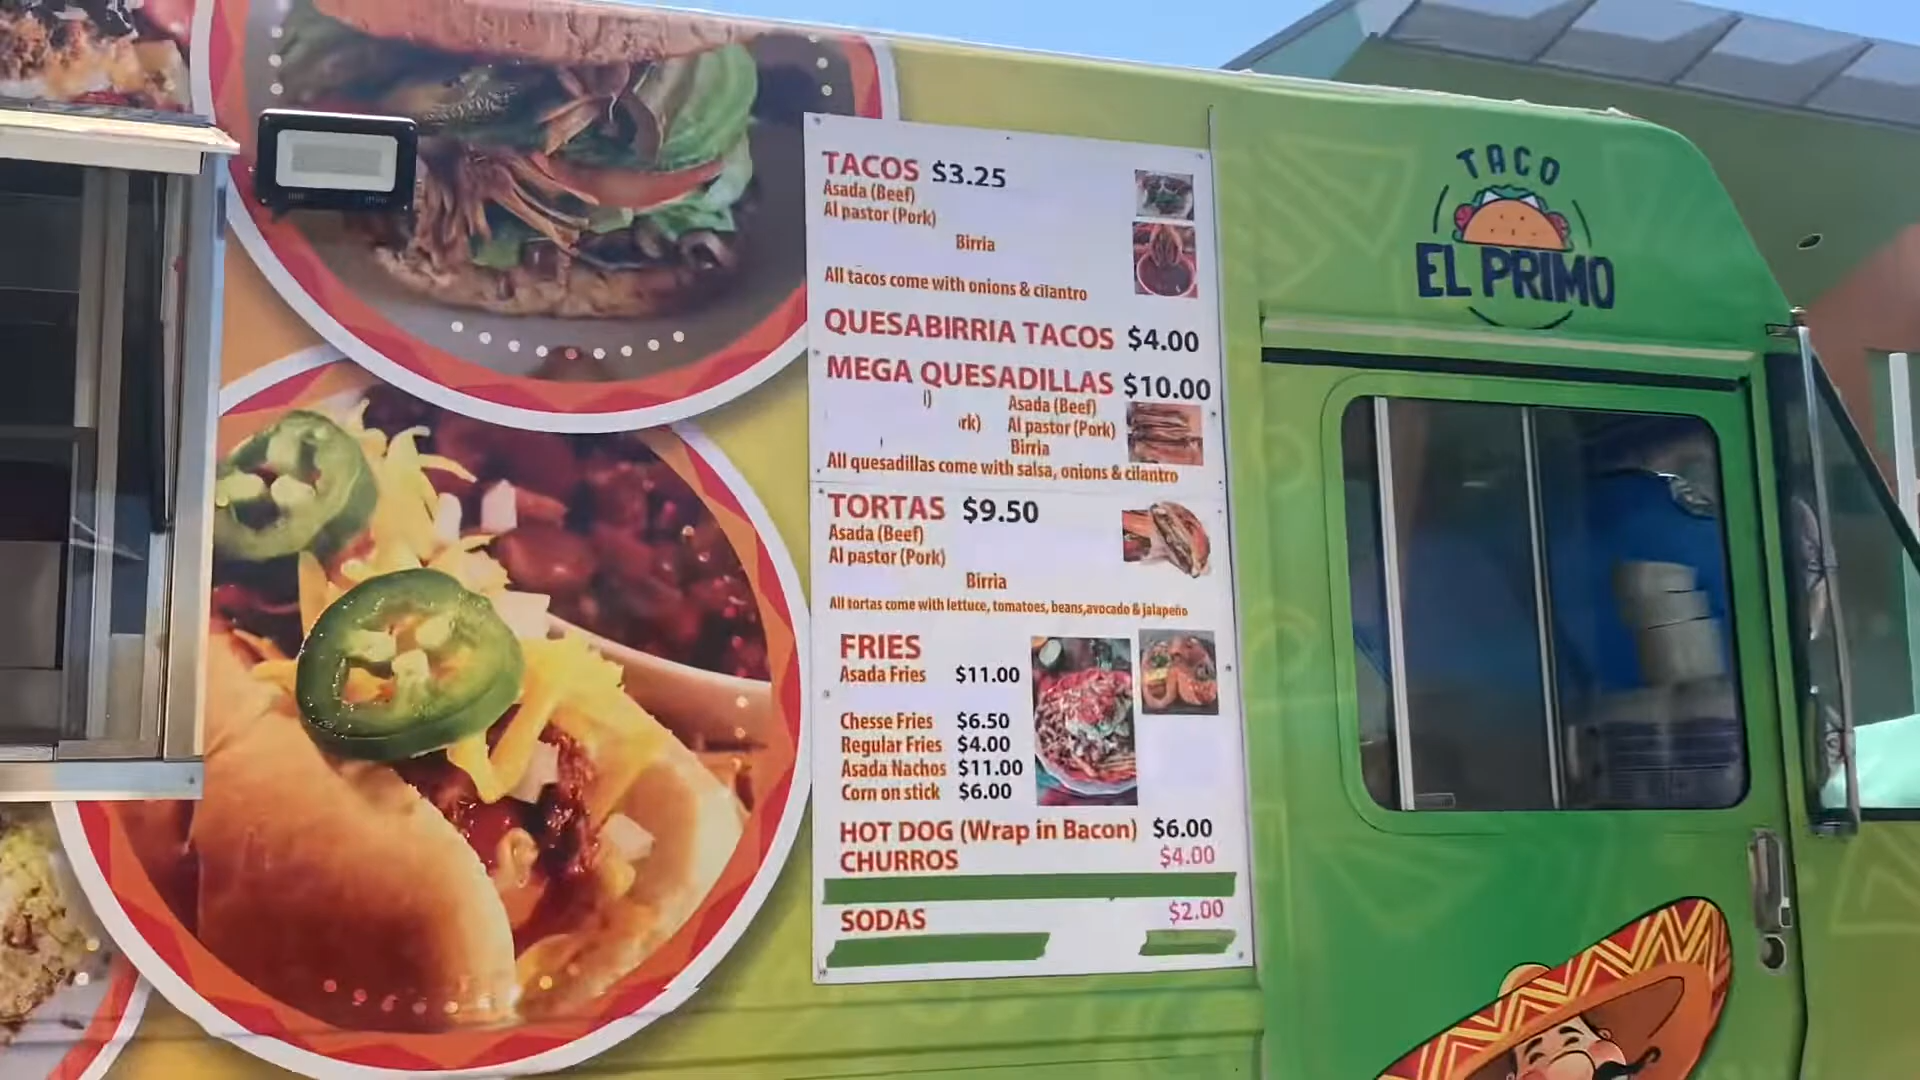 TACOS $3.25
Asada (Beef)
Al pastor (Pork)
Birria
All tacos come with onions & cilantro
QUESABIRRIA TACOS $4.00
MEGA QUESADILLAS $10.00
Asada (Beef)
rk) Al pastor (Pork)
Birria
All quesadillas come with salsa, onions & cilantro
TORTAS $9.50
Asada (Beef)
Al pastor (Pork)
Birria
All tortas come with lettuce, tomatoes, beans,avocado & jalapeño
FRIES
Asada Fries $11.00
Chesse Fries $6.50
Regular Fries $4.00
Asada Nachos $11.00
Corn on stick $6.00
HOT DOG (Wrap in Bacon) $6.00
CHURROS $4.00
SODAS $2.00
TACO
EL PRIMO